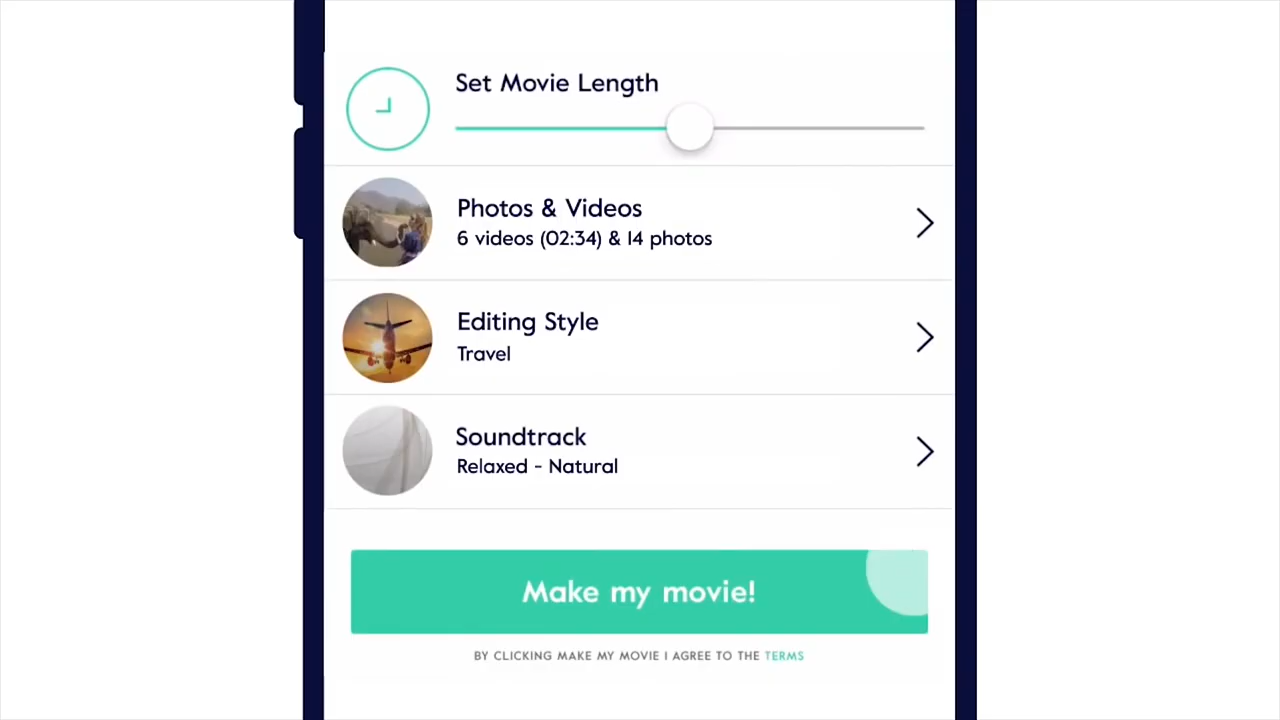 Set Movie Length
Photos & Videos
6 videos (02:34) & 14 photos
Editing Style
Travel
Soundtrack
Relaxed - Natural
Make my movie!
BY CLICKING MAKE MY MOVIE I AGREE TO THE TERMS